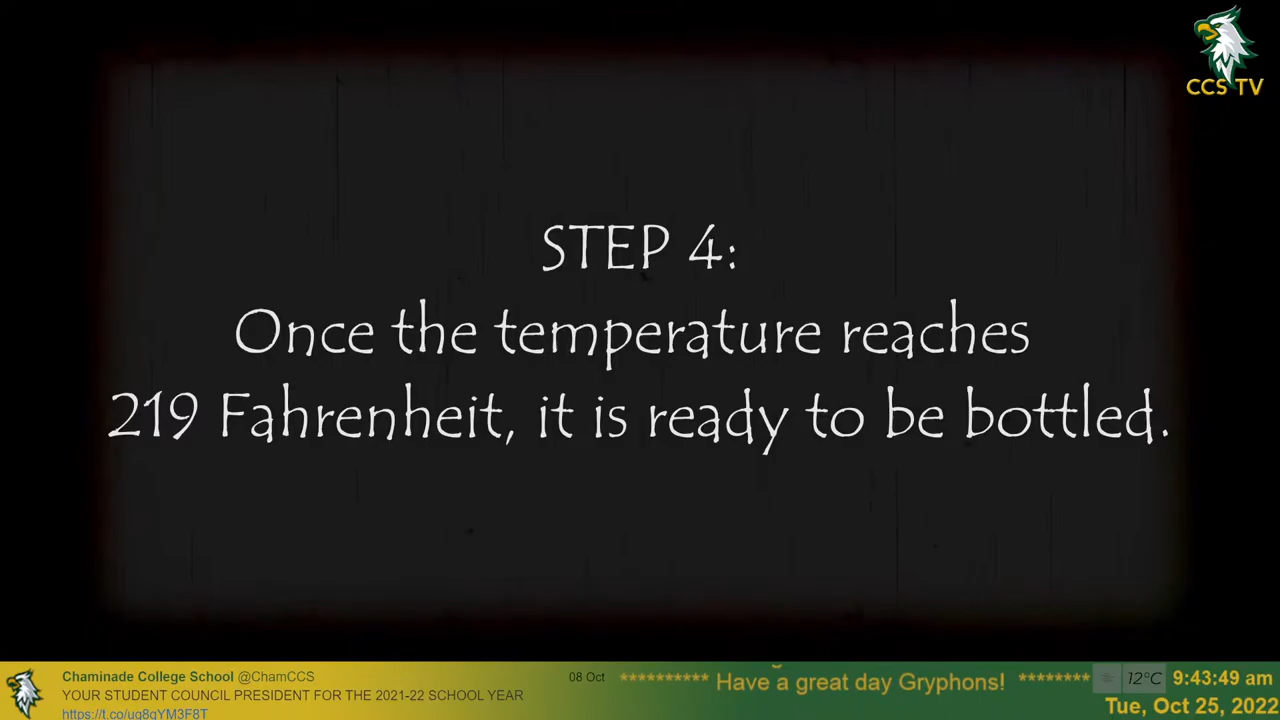 CCS TV
STEP 4:
Once the temperature reaches
219 Fahrenheit, it is ready to be bottled.
Chaminade College School @ChamCCS
08 Oct
YOUR STUDENT COUNCIL PRESIDENT FOR THE 2021-22 SCHOOL YEAR
https://t.co/ug8gYM3F8T
********** Have a great day Gryphons! ********
12°C
9:43:49 am
Tue, Oct 25, 2022